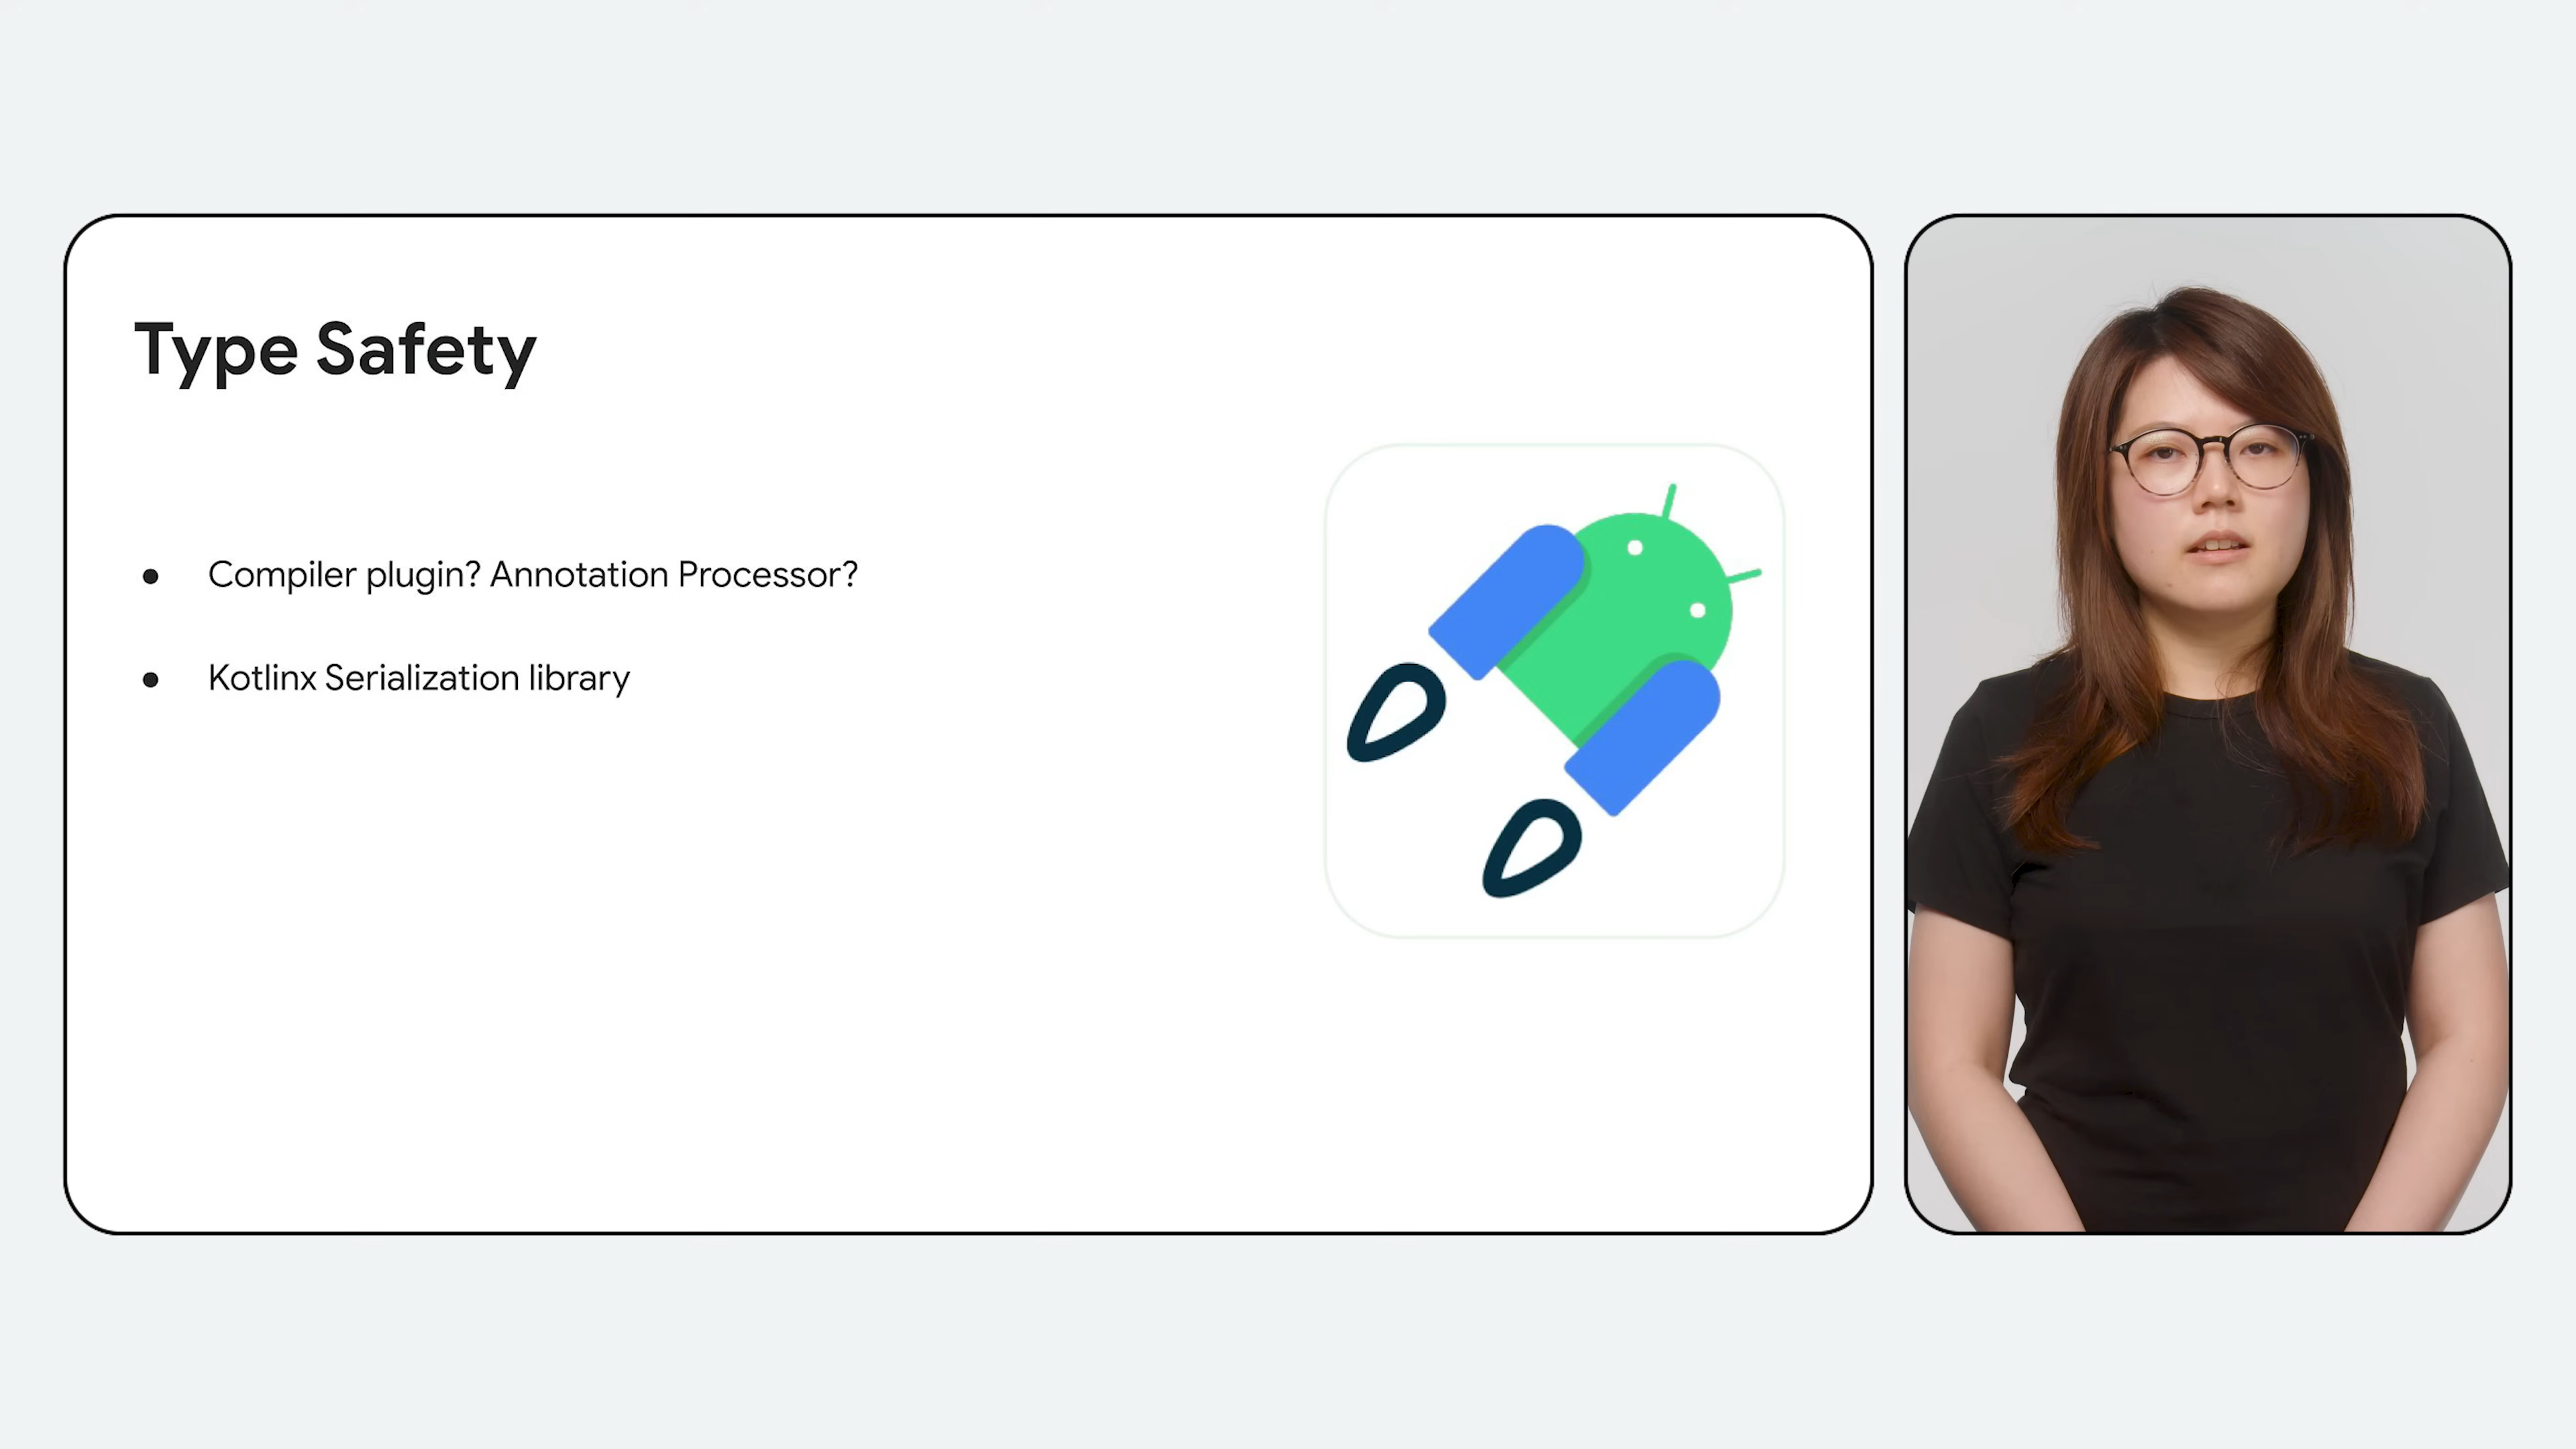 Type Safety
Compiler plugin? Annotation Processor?
Kotlinx Serialization library